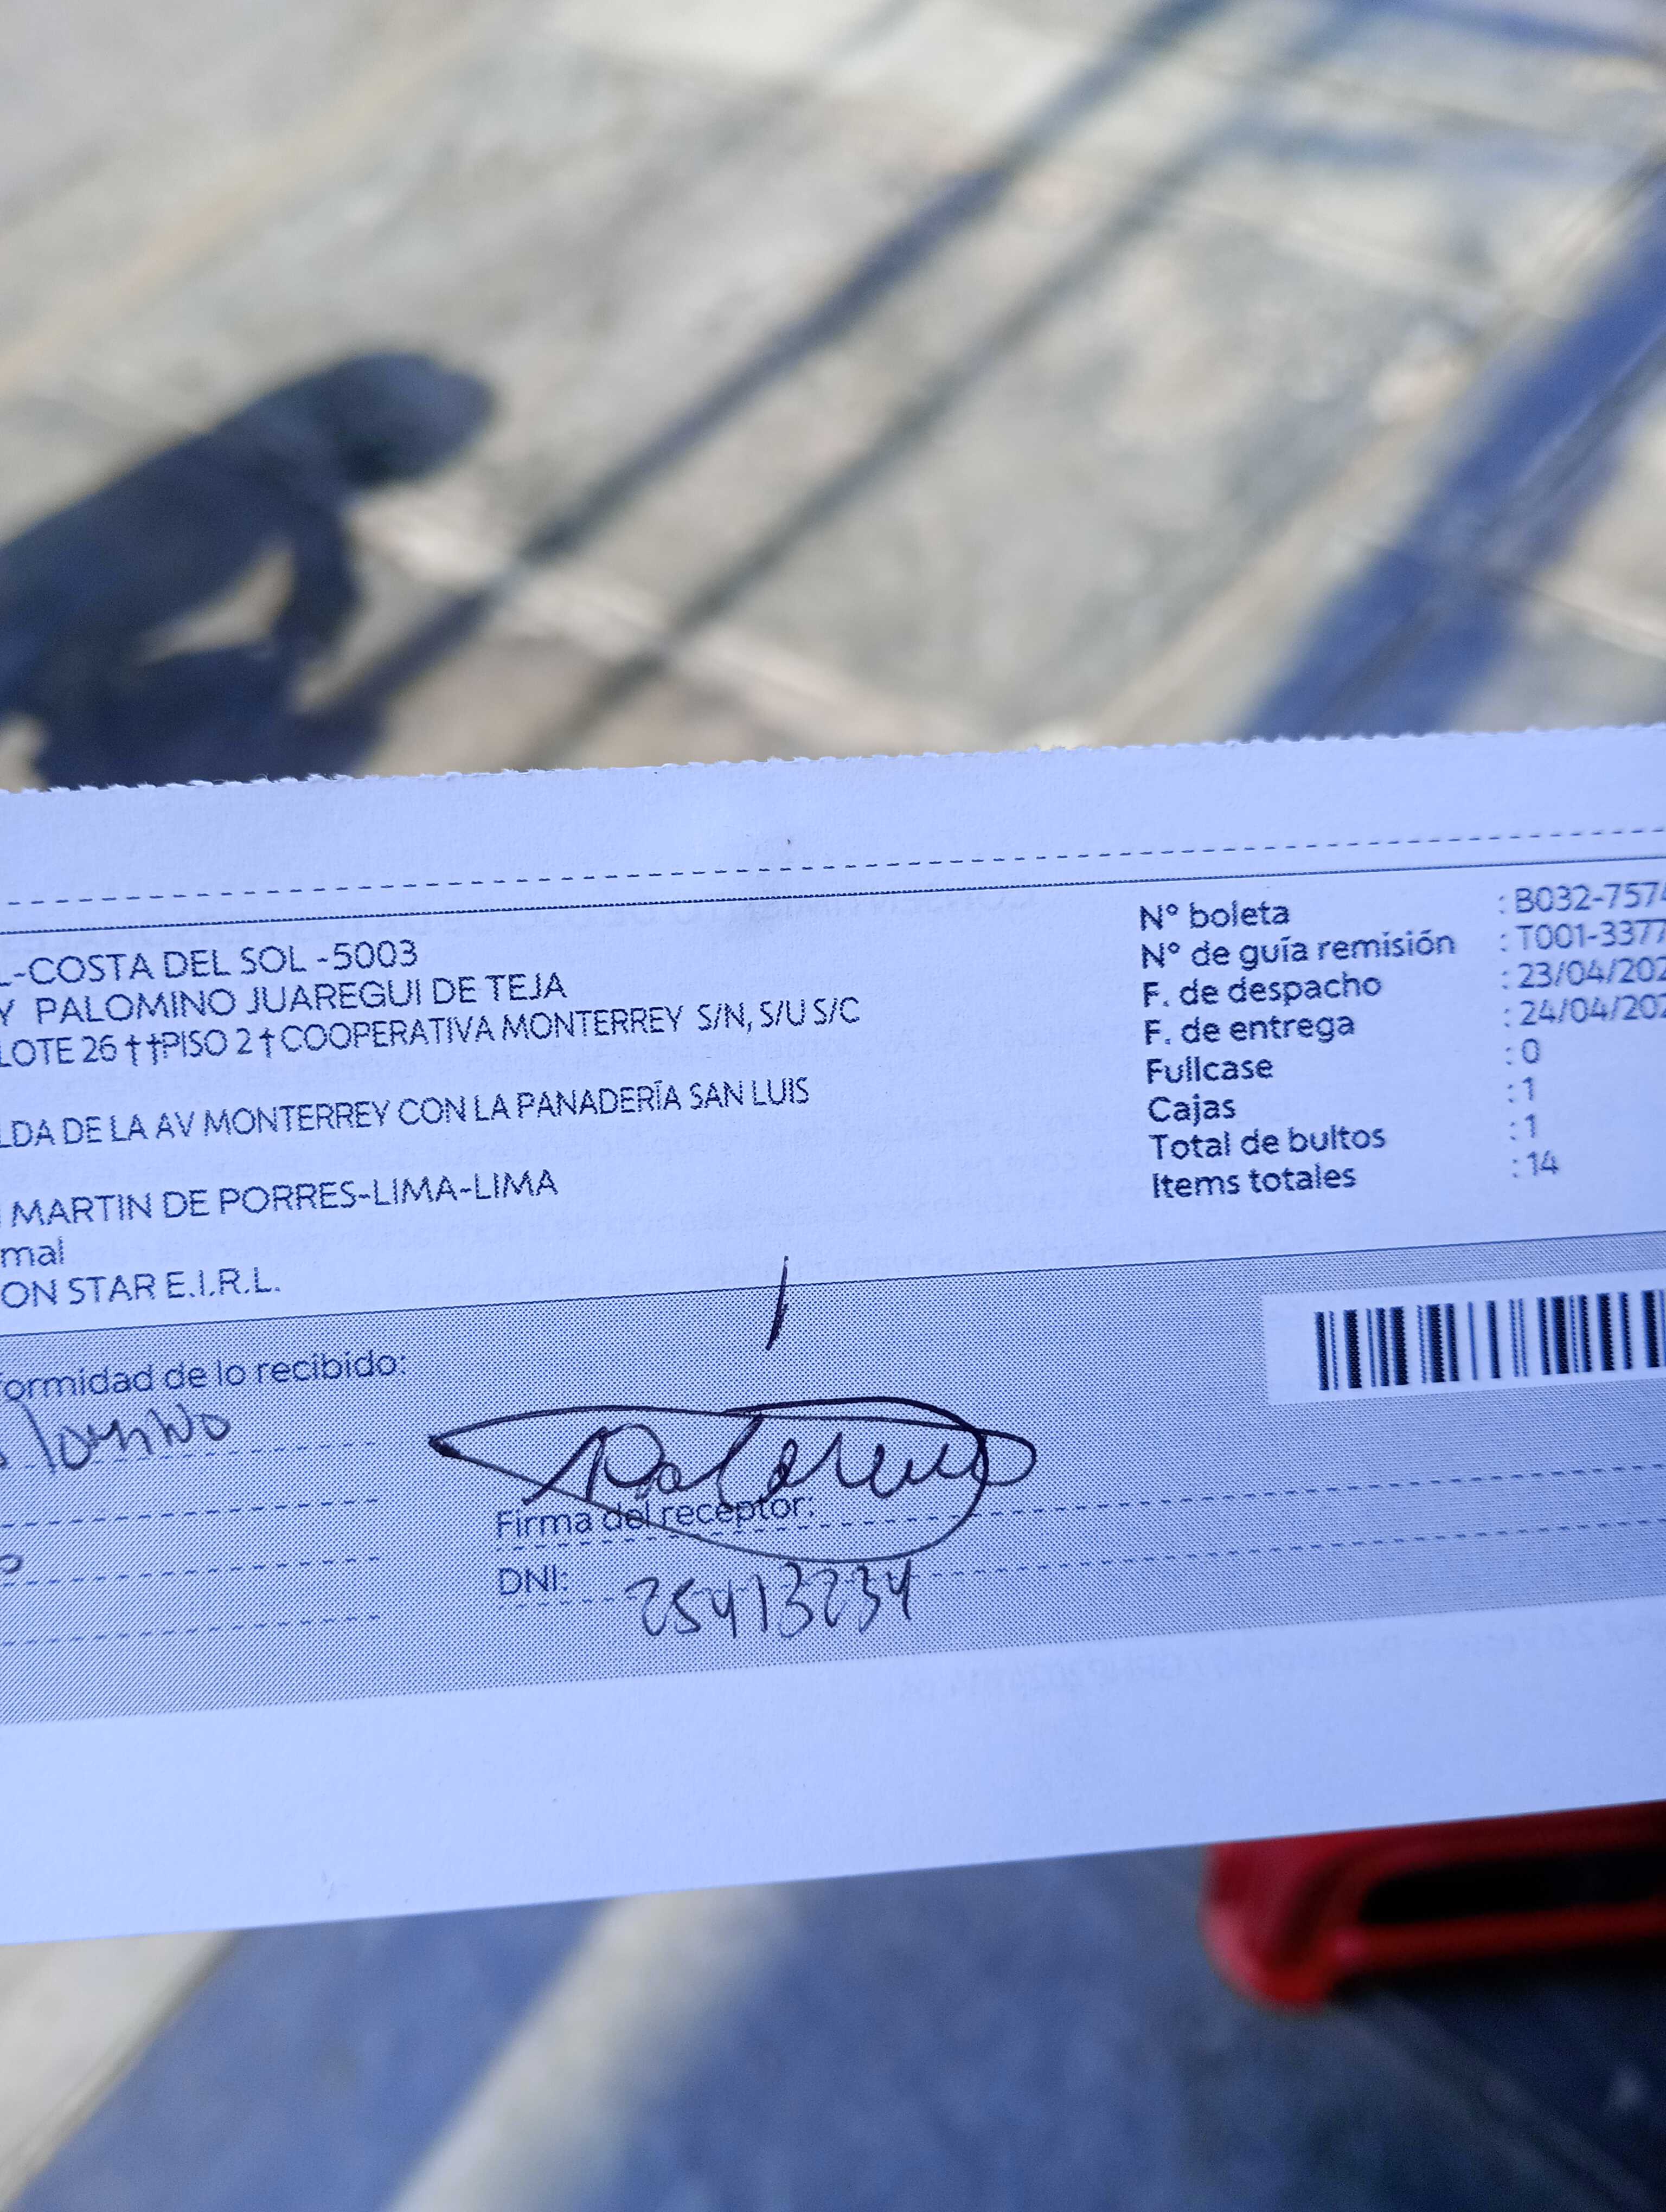 L-COSTA DEL SOL -5003
Y PALOMINO JUAREGUI DE TEJA
LOTE 26 ††PISO 2 † COOPERATIVA MONTERREY S/N, S/U S/C
LDA DE LA AV MONTERREY CON LA PANADERÍA SAN LUIS
MARTIN DE PORRES-LIMA-LIMA
mal
ON STAR E.I.R.L.
N° boleta : B032-757
N° de guía remisión : T001-3377
F. de despacho : 23/04/202
F. de entrega : 24/04/202
Fullcase : 0
Cajas : 1
Total de bultos : 1
Items totales : 14
formidad de lo recibido:
Firma del receptor:
DNI: 25413234